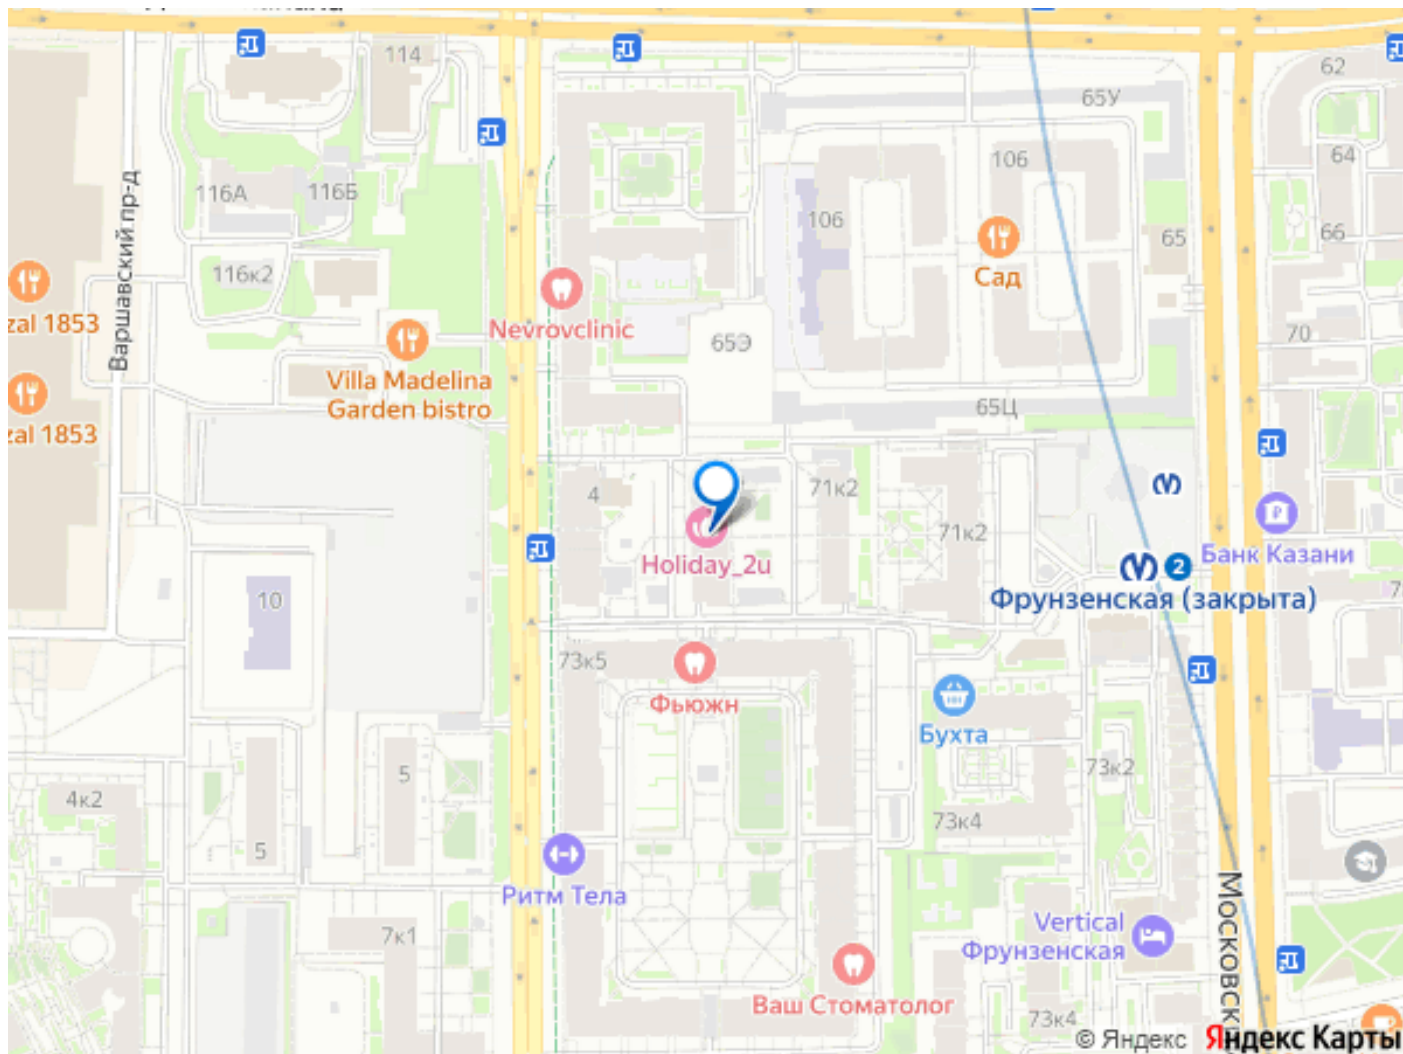 114
62
65У
64
106
116А
116Б
106
66
65
116к2
Сад
Варшавский пр-д
zal 1853
Nevrovclinic
65Э
70
Villa Madelina
Garden bistro
65Ц
zal 1853
4
71к2
71к2
Банк Казани
Holiday_2u
2
Фрунзенская (закрыта)
10
73к5
Фьюжн
Бухта
73к2
5
4к2
73к4
5
Ритм Тела
Московск
Vertical
Фрунзенская
7к1
Ваш Стоматолог
73к4
© Яндекс Яндекс Карты